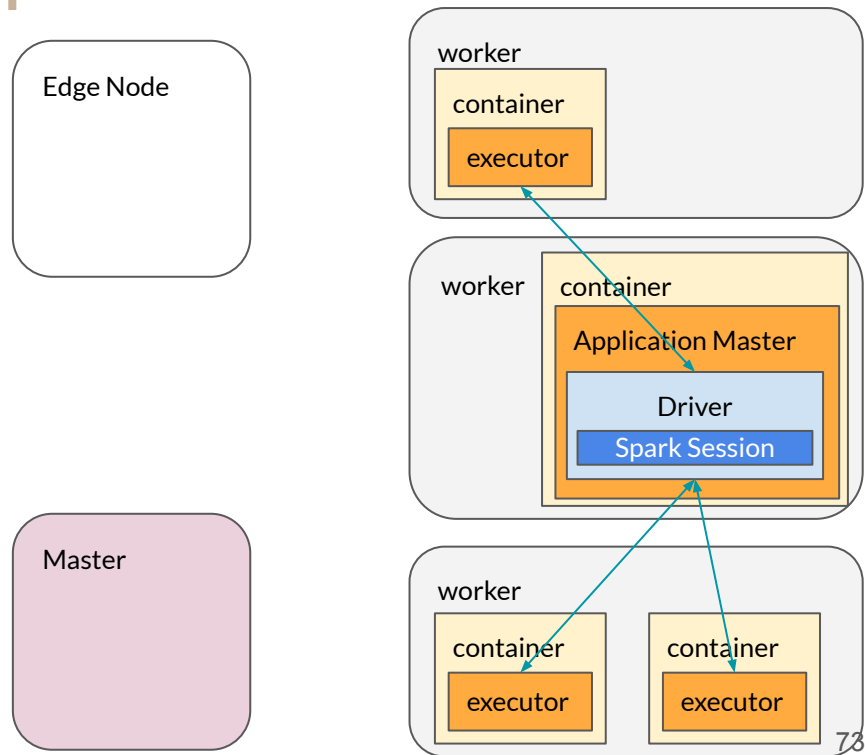 Edge Node
Master
worker
container
executor
worker
container
Application Master
Driver
Spark Session
worker
container
executor
container
executor
73